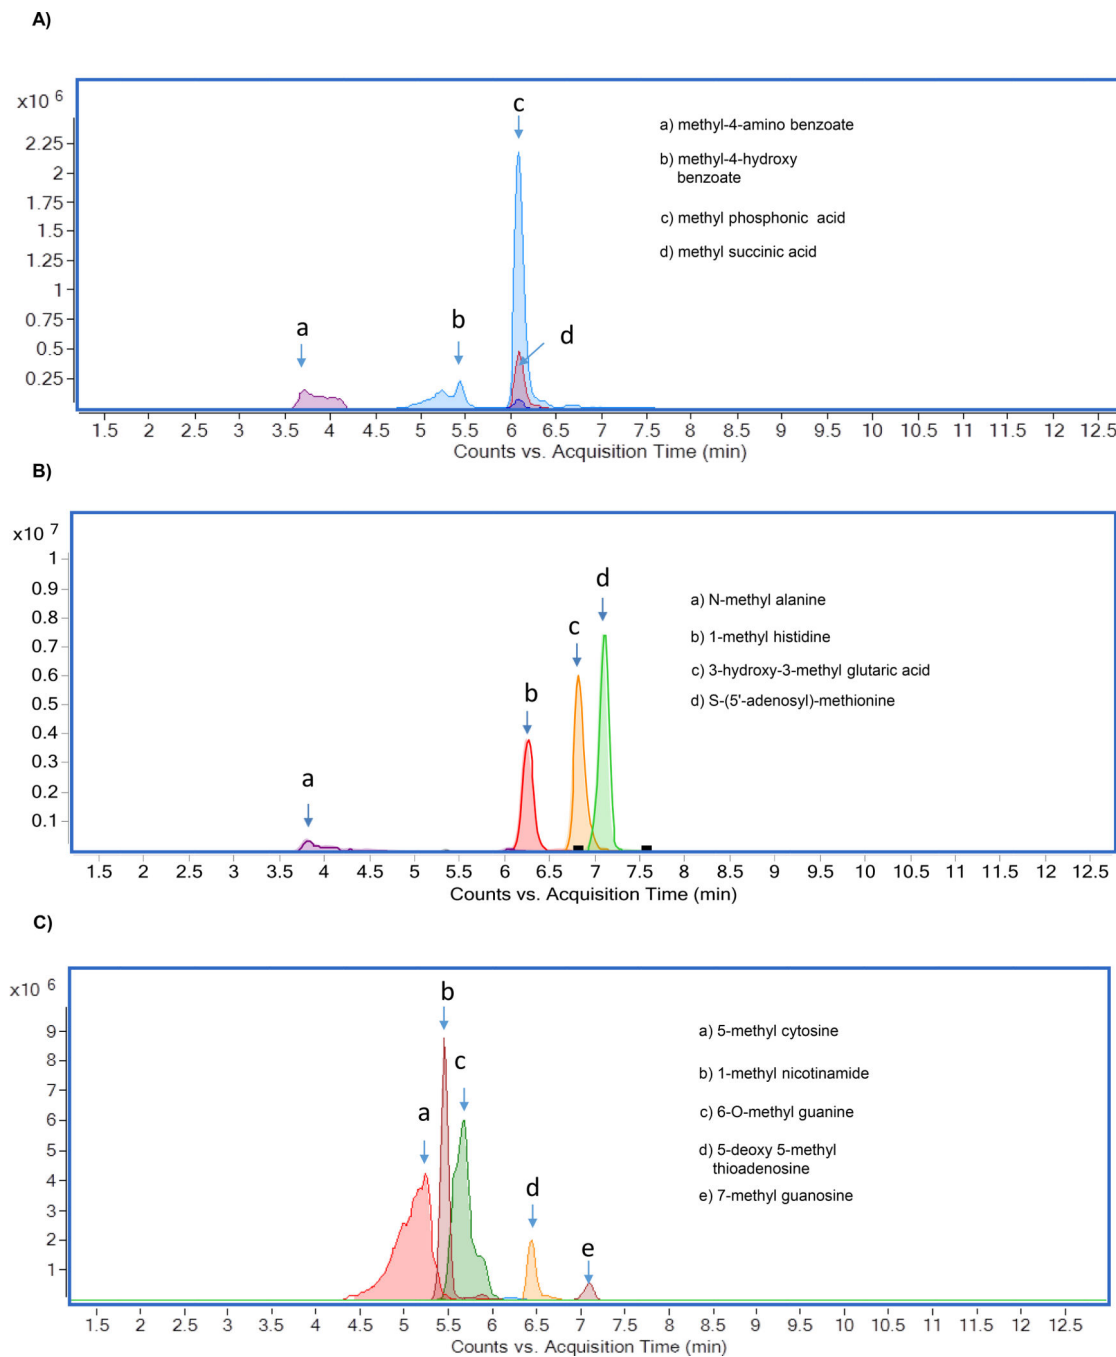 A)
x10 6
2.25
2
1.75
1.5
1.25
1
0.75
0.5
0.25
a
b
c
d
a) methyl-4-amino benzoate
b) methyl-4-hydroxy
benzoate
c) methyl phosphonic acid
d) methyl succinic acid
1.5 2 2.5 3 3.5 4 4.5 5 5.5 6 6.5 7 7.5 8 8.5 9 9.5 10 10.5 11 11.5 12 12.5
Counts vs. Acquisition Time (min)
B)
x10 7
1
0.9
0.8
0.7
0.6
0.5
0.4
0.3
0.2
0.1
a
b
c
d
a) N-methyl alanine
b) 1-methyl histidine
c) 3-hydroxy-3-methyl glutaric acid
d) S-(5'-adenosyl)-methionine
1.5 2 2.5 3 3.5 4 4.5 5 5.5 6 6.5 7 7.5 8 8.5 9 9.5 10 10.5 11 11.5 12 12.5
Counts vs. Acquisition Time (min)
C)
x10 6
9
8
7
6
5
4
3
2
1
a
b
c
d
e
a) 5-methyl cytosine
b) 1-methyl nicotinamide
c) 6-O-methyl guanine
d) 5-deoxy 5-methyl
thioadenosine
e) 7-methyl guanosine
1.5 2 2.5 3 3.5 4 4.5 5 5.5 6 6.5 7 7.5 8 8.5 9 9.5 10 10.5 11 11.5 12 12.5
Counts vs. Acquisition Time (min)